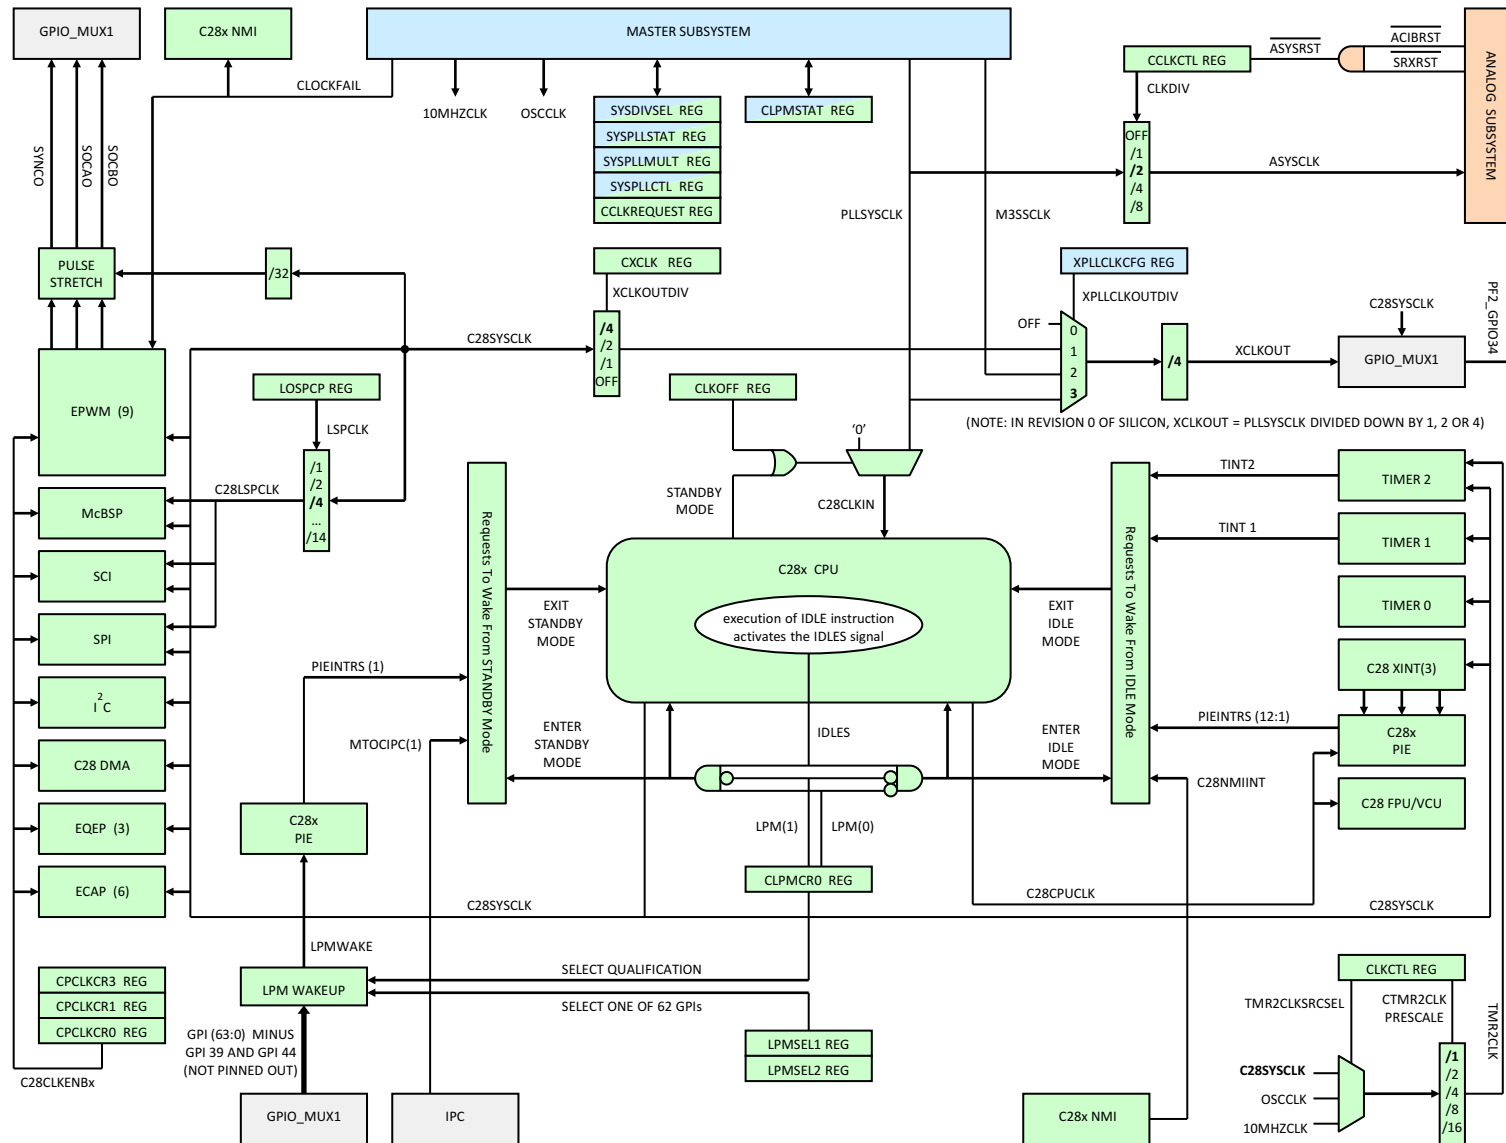 GPIO_MUX1
C28x NMI
MASTER SUBSYSTEM
ACIBRST
ASYSRST
SRXRST
CCLKCTL REG
ANALOG SUBSYSTEM
CLOCKFAIL
CLKDIV
10MHZCLK
OSCCLK
SYSDIVSEL REG
SYSPLLSTAT REG
SYSPLLMULT REG
SYSPLLCTL REG
CCLKREQUEST REG
CLPMSTAT REG
OFF
/1
/2
/4
/8
ASYSCLK
SYNCO
SOCAO
SOCBO
PLLSYSCLK
M3SSCLK
PULSE
STRETCH
/32
CXCLK REG
XCLKOUTDIV
XPLLCLKCFG REG
XPLLCLKOUTDIV
C28SYSCLK
PF2_GPIO34
C28SYSCLK
/4
/2
/1
OFF
OFF
0
1
2
3
/4
XCLKOUT
GPIO_MUX1
LOSPCP REG
CLKOFF REG
EPWM (9)
LSPCLK
(NOTE: IN REVISION 0 OF SILICON, XCLKOUT = PLLSYSCLK DIVIDED DOWN BY 1, 2 OR 4)
‘0’
/1
/2
/4
...
/14
C28LSPCLK
STANDBY
MODE
C28CLKIN
TINT2
TIMER 2
McBSP
Requests To Wake From STANDBY Mode
Requests To Wake From IDLE Mode
TINT 1
TIMER 1
SCI
C28x CPU
EXIT
STANDBY
MODE
execution of IDLE instruction
activates the IDLES signal
EXIT
IDLE
MODE
TIMER 0
SPI
PIEINTRS (1)
C28 XINT(3)
I2C
PIEINTRS (12:1)
C28x
PIE
MTOCIPC(1)
ENTER
STANDBY
MODE
IDLES
ENTER
IDLE
MODE
C28 DMA
C28NMIINT
C28 FPU/VCU
EQEP (3)
C28x
PIE
LPM(1)
LPM(0)
CLPMCR0 REG
ECAP (6)
C28SYSCLK
C28CPUCLK
C28SYSCLK
LPMWAKE
CPCLKCR3 REG
CPCLKCR1 REG
CPCLKCR0 REG
LPM WAKEUP
SELECT QUALIFICATION
SELECT ONE OF 62 GPIs
CLKCTL REG
TMR2CLKSRCSEL
CTMR2CLK
PRESCALE
TMR2CLK
GPI (63:0) MINUS
GPI 39 AND GPI 44
(NOT PINNED OUT)
LPMSEL1 REG
LPMSEL2 REG
C28CLKENBx
C28SYSCLK
OSCCLK
10MHZCLK
/1
/2
/4
/8
/16
GPIO_MUX1
IPC
C28x NMI